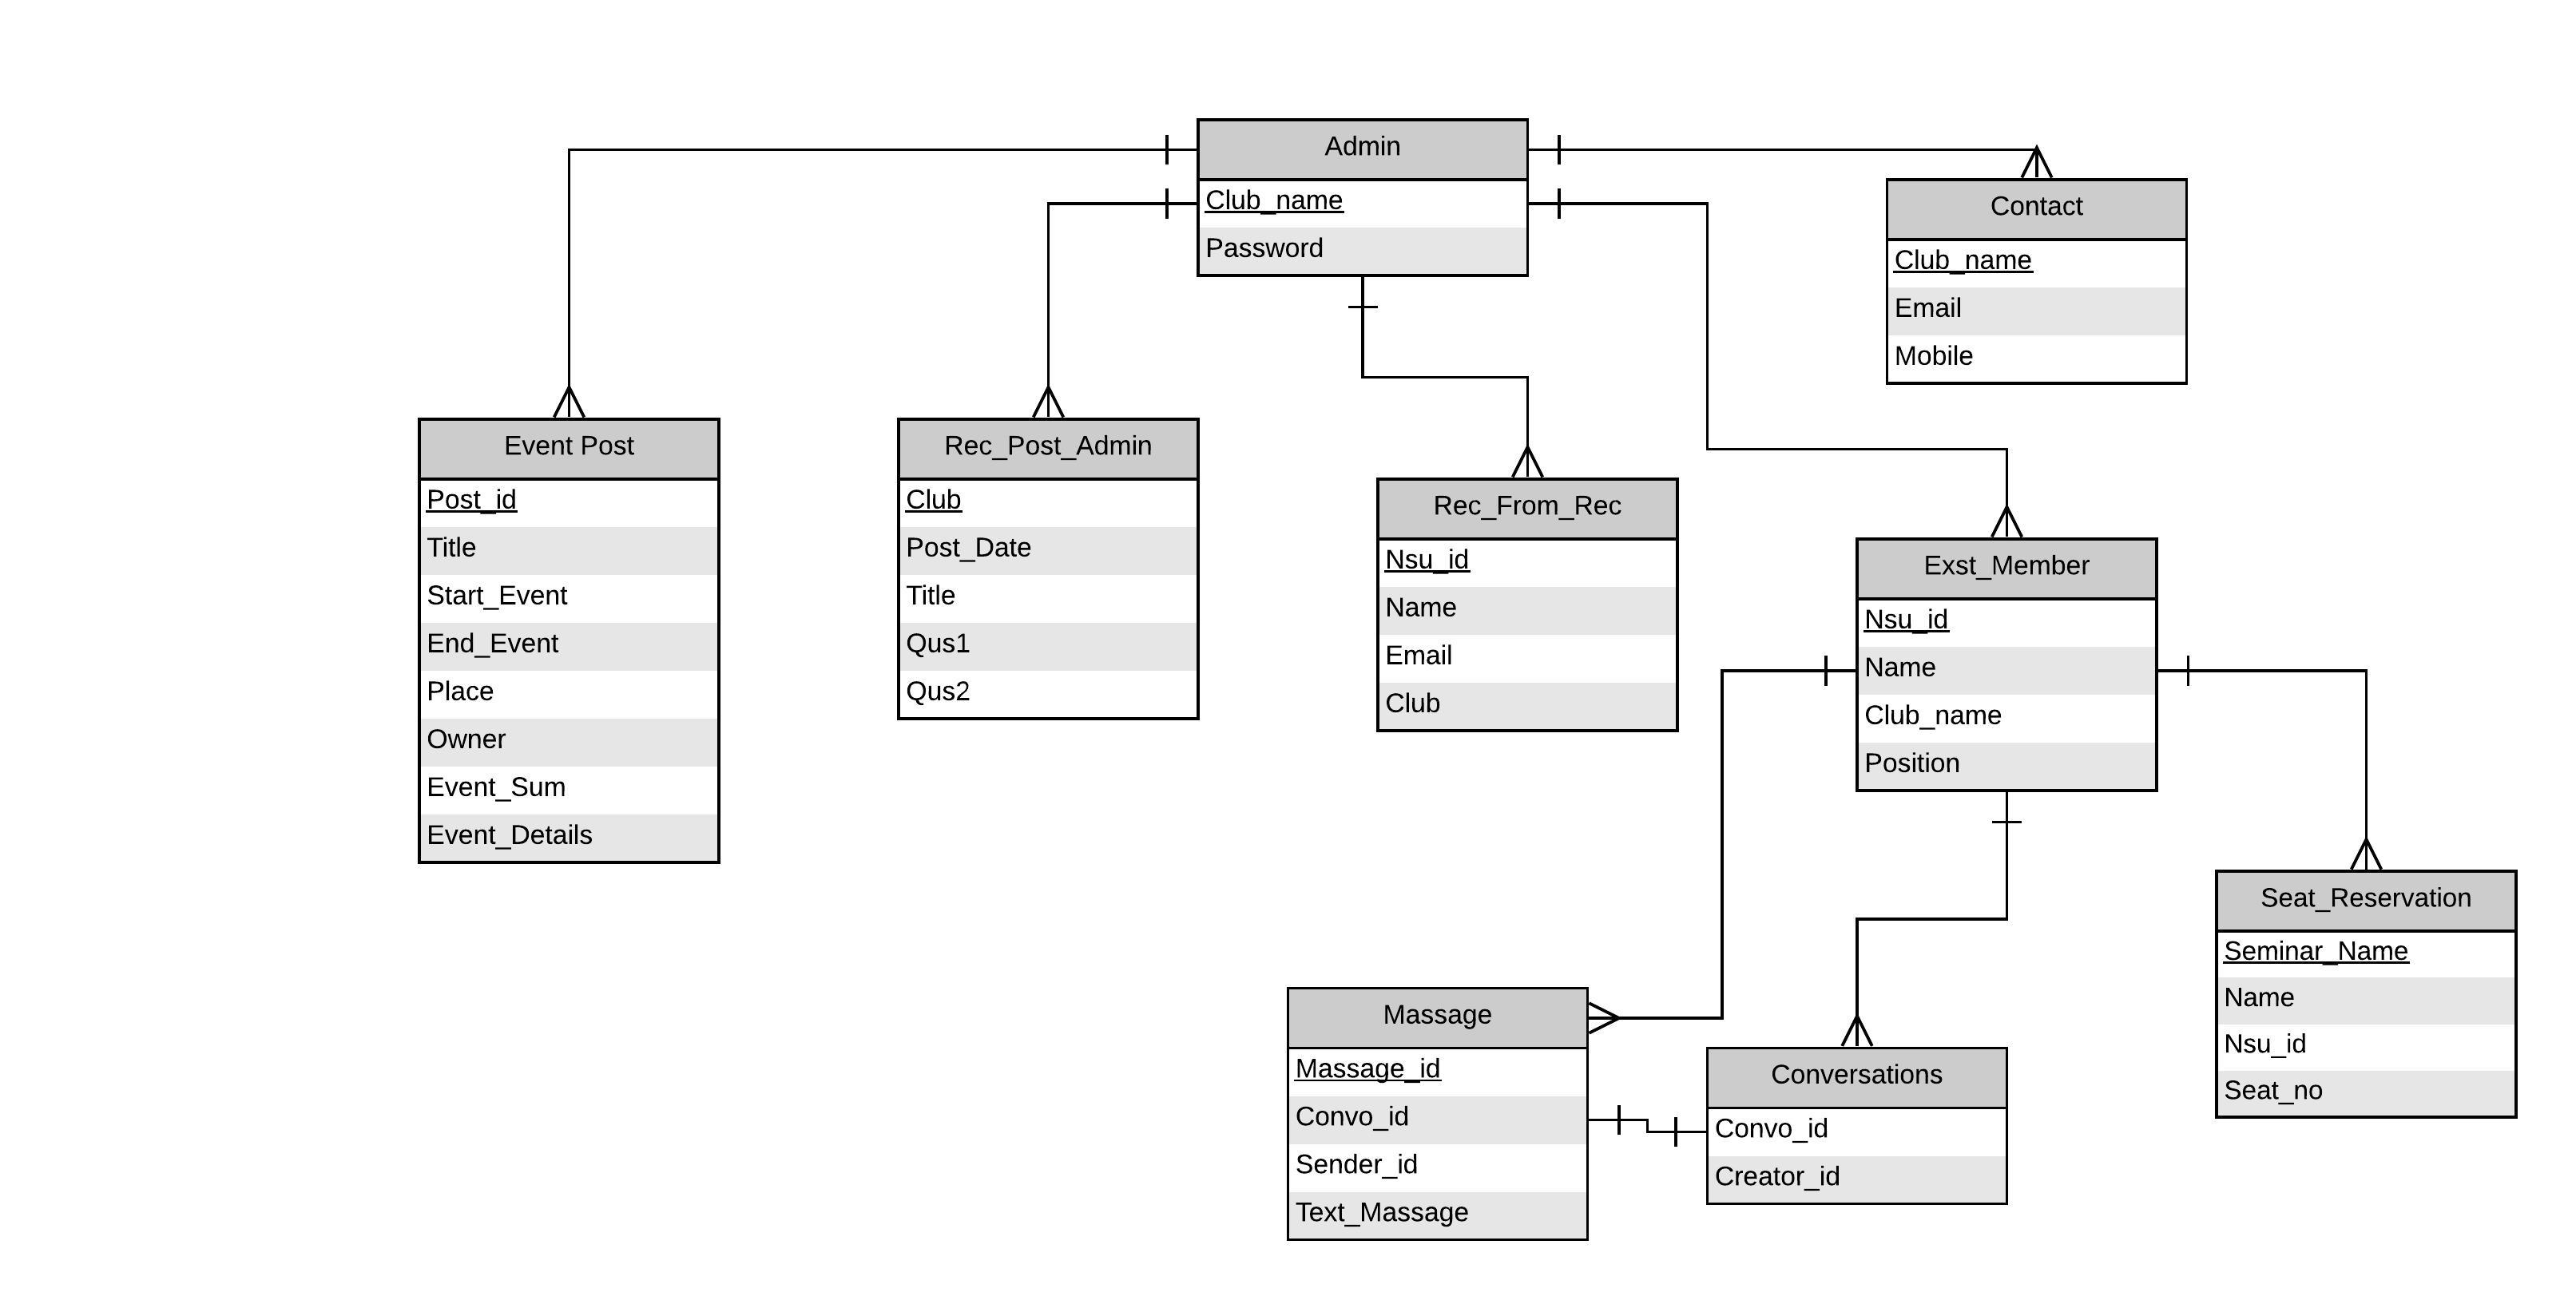 Admin
Club_name
Password
Contact
Club_name
Email
Mobile
Event Post
Post_id
Title
Start_Event
End_Event
Place
Owner
Event_Sum
Event_Details
Rec_Post_Admin
Club
Post_Date
Title
Qus1
Qus2
Rec_From_Rec
Nsu_id
Name
Email
Club
Exst_Member
Nsu_id
Name
Club_name
Position
Seat_Reservation
Seminar_Name
Name
Nsu_id
Seat_no
Massage
Massage_id
Convo_id
Sender_id
Text_Massage
Conversations
Convo_id
Creator_id